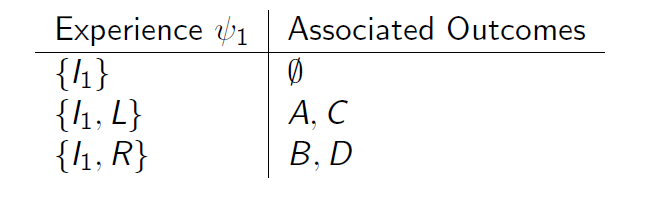 Experience ψ₁ Associated Outcomes
{I₁} ∅
{I₁, L} A, C
{I₁, R} B, D